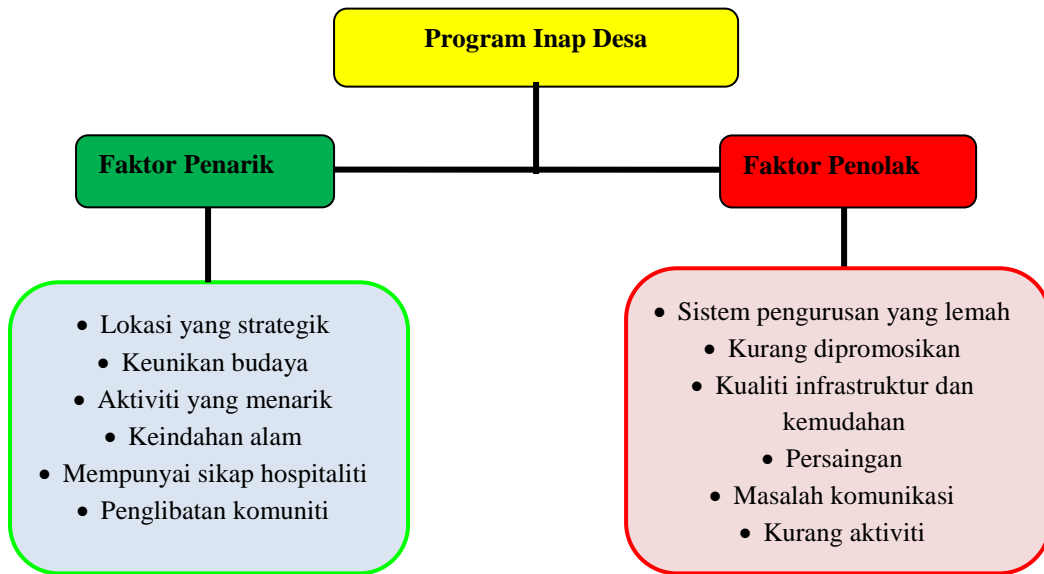 Program Inap Desa
Faktor Penarik
Faktor Penolak
• Lokasi yang strategik
• Keunikan budaya
• Aktiviti yang menarik
• Keindahan alam
• Mempunyai sikap hospitaliti
• Penglibatan komuniti
• Sistem pengurusan yang lemah
• Kurang dipromosikan
• Kualiti infrastruktur dan
kemudahan
• Persaingan
• Masalah komunikasi
• Kurang aktiviti